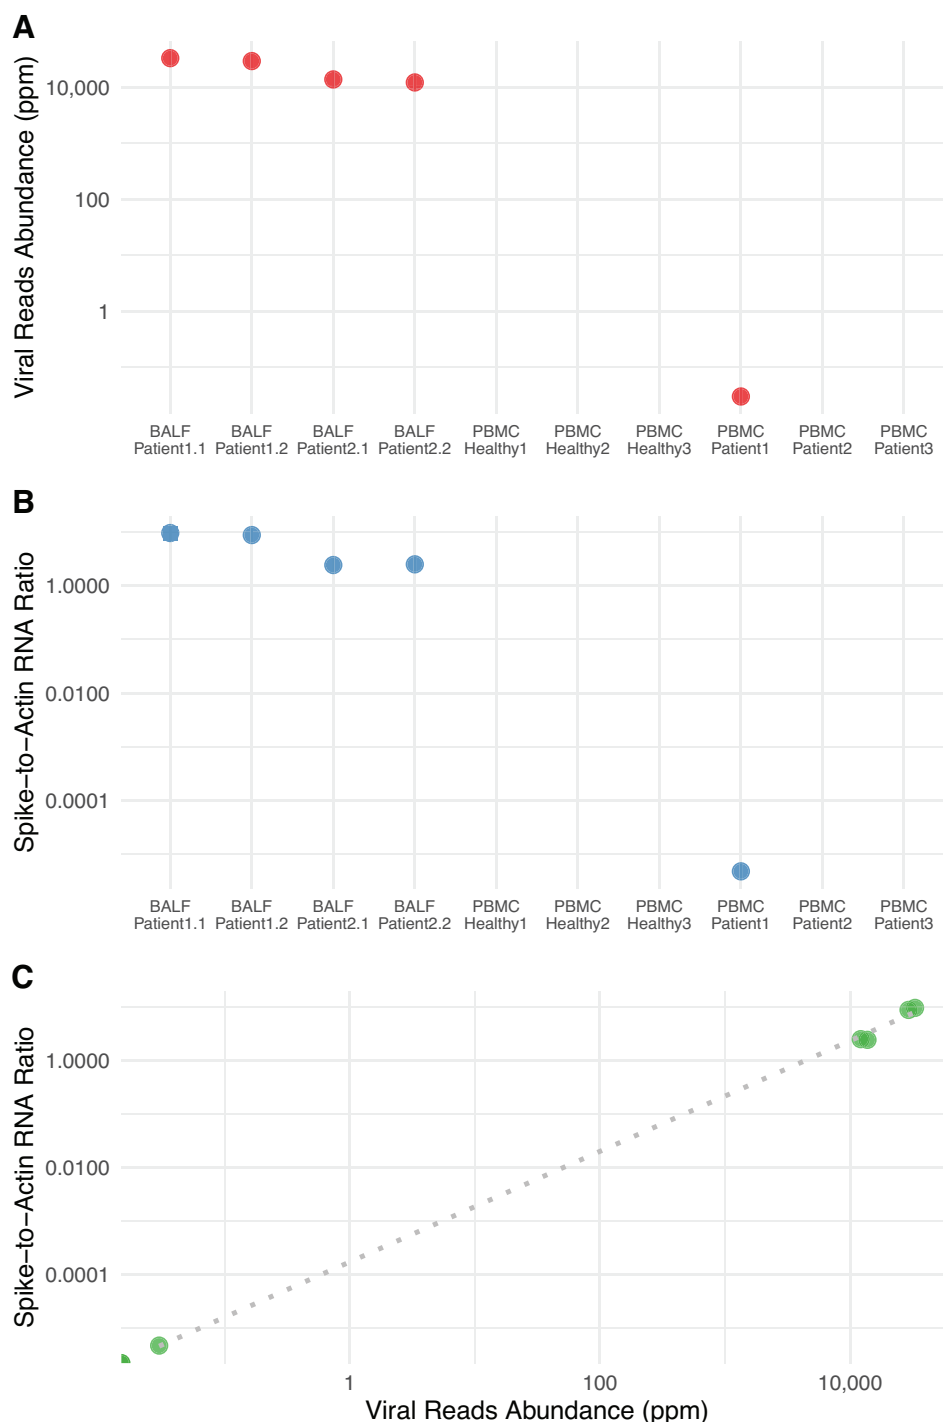 A
Viral Reads Abundance (ppm)
10,000
100
1
BALF BALF BALF BALF PBMC PBMC PBMC PBMC PBMC PBMC
Patient1.1 Patient1.2 Patient2.1 Patient2.2 Healthy1 Healthy2 Healthy3 Patient1 Patient2 Patient3
B
Spike−to−Actin RNA Ratio
1.0000
0.0100
0.0001
BALF BALF BALF BALF PBMC PBMC PBMC PBMC PBMC PBMC
Patient1.1 Patient1.2 Patient2.1 Patient2.2 Healthy1 Healthy2 Healthy3 Patient1 Patient2 Patient3
C
Spike−to−Actin RNA Ratio
1.0000
0.0100
0.0001
1 100 10,000
Viral Reads Abundance (ppm)